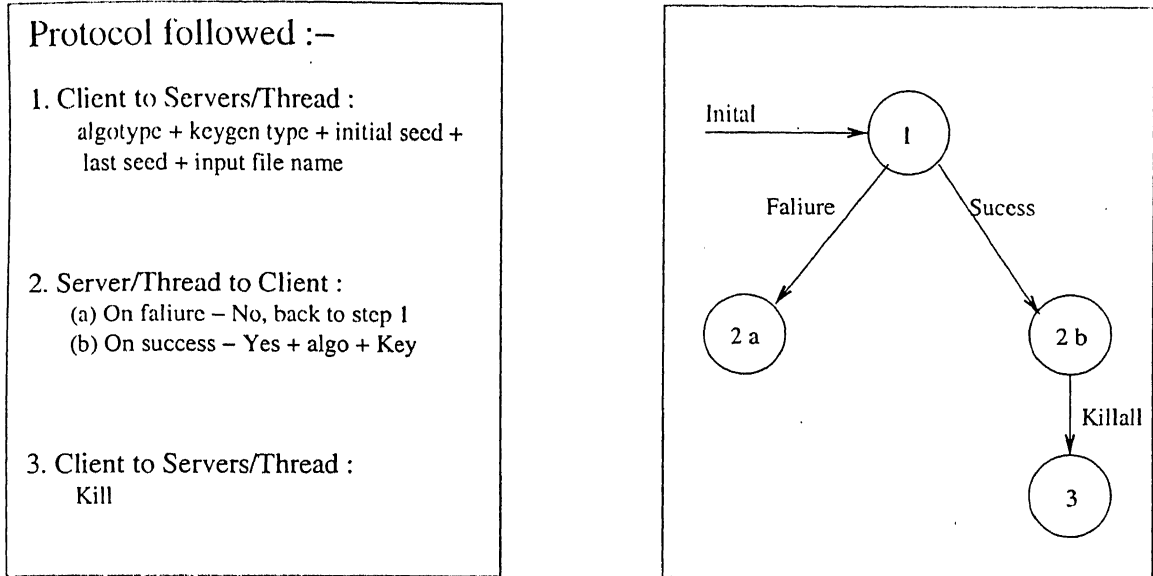 Protocol followed :–
1. Client to Servers/Thread :
algotype + keygen type + initial seed +
last seed + input file name
2. Server/Thread to Client :
(a) On faliure – No, back to step 1
(b) On success – Yes + algo + Key
3. Client to Servers/Thread :
Kill
Inital
1
Faliure
Sucess
2 a
2 b
Killall
3